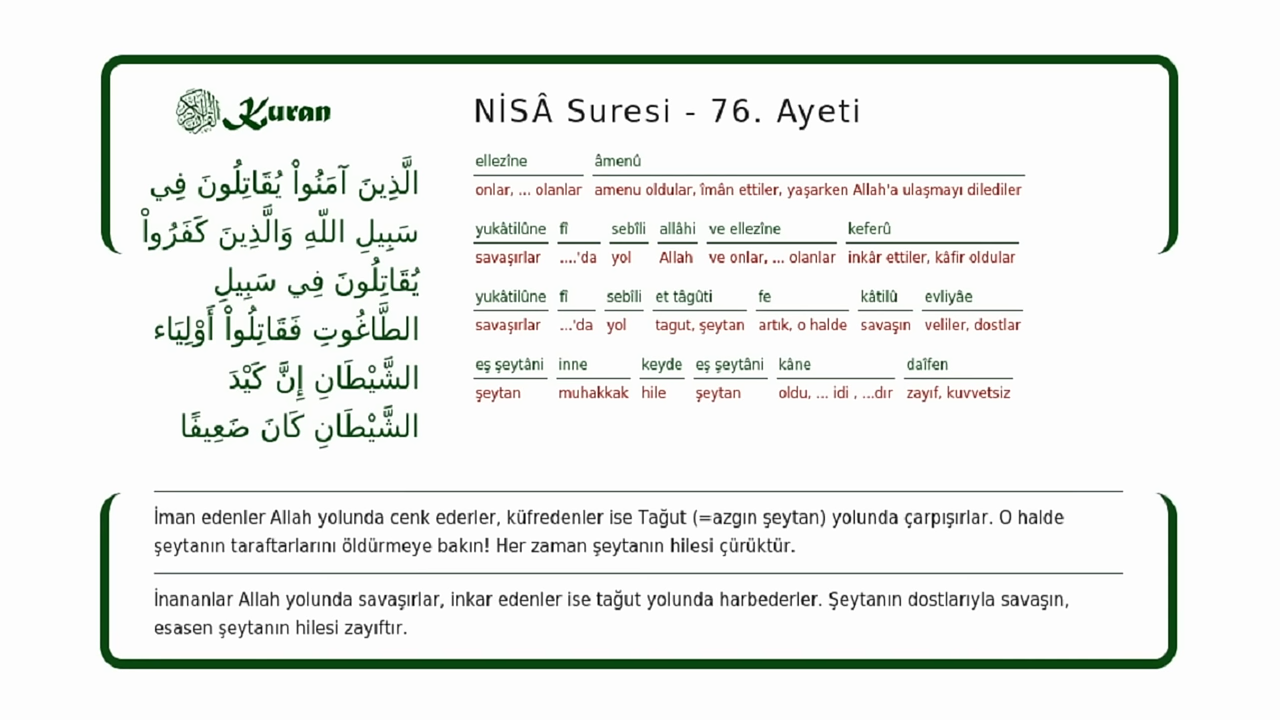 Kuran
الَّذِينَ آمَنُواْ يُقَاتِلُونَ فِي
سَبِيلِ اللّهِ وَالَّذِينَ كَفَرُواْ
يُقَاتِلُونَ فِي سَبِيلِ
الطَّاغُوتِ فَقَاتِلُواْ أَوْلِيَاء
الشَّيْطَانِ إِنَّ كَيْدَ
الشَّيْطَانِ كَانَ ضَعِيفًا
NİSÂ Suresi - 76. Ayeti
ellezîne âmenû
onlar, ... olanlar amenu oldular, îmân ettiler, yaşarken Allah'a ulaşmayı dilediler
yukâtilûne fî sebîli allâhi ve ellezîne keferû
savaşırlar ....'da yol Allah ve onlar, ... olanlar inkâr ettiler, kâfir oldular
yukâtilûne fî sebîli et tâgûti fe kâtilû evliyâe
savaşırlar ...'da yol tagut, şeytan artık, o halde savaşın veliler, dostlar
eş şeytâni inne keyde eş şeytâni kâne daîfen
şeytan muhakkak hile şeytan oldu, ... idi , ...dır zayıf, kuvvetsiz
İman edenler Allah yolunda cenk ederler, küfredenler ise Tağut (=azgın şeytan) yolunda çarpışırlar. O halde
şeytanın taraftarlarını öldürmeye bakın! Her zaman şeytanın hilesi çürüktür.
İnananlar Allah yolunda savaşırlar, inkar edenler ise tağut yolunda harbederler. Şeytanın dostlarıyla savaşın,
esasen şeytanın hilesi zayıftır.